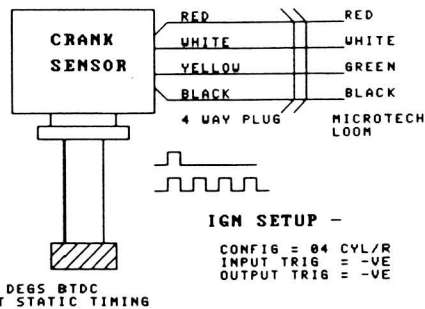 CRANK
SENSOR
RED RED
WHITE WHITE
YELLOW GREEN
BLACK BLACK
4 WAY PLUG MICROTECH
LOOM
IGN SETUP -
CONFIG = 04 CYL/R
INPUT TRIG = -VE
OUTPUT TRIG = -VE
DEGS BTDC
T STATIC TIMING